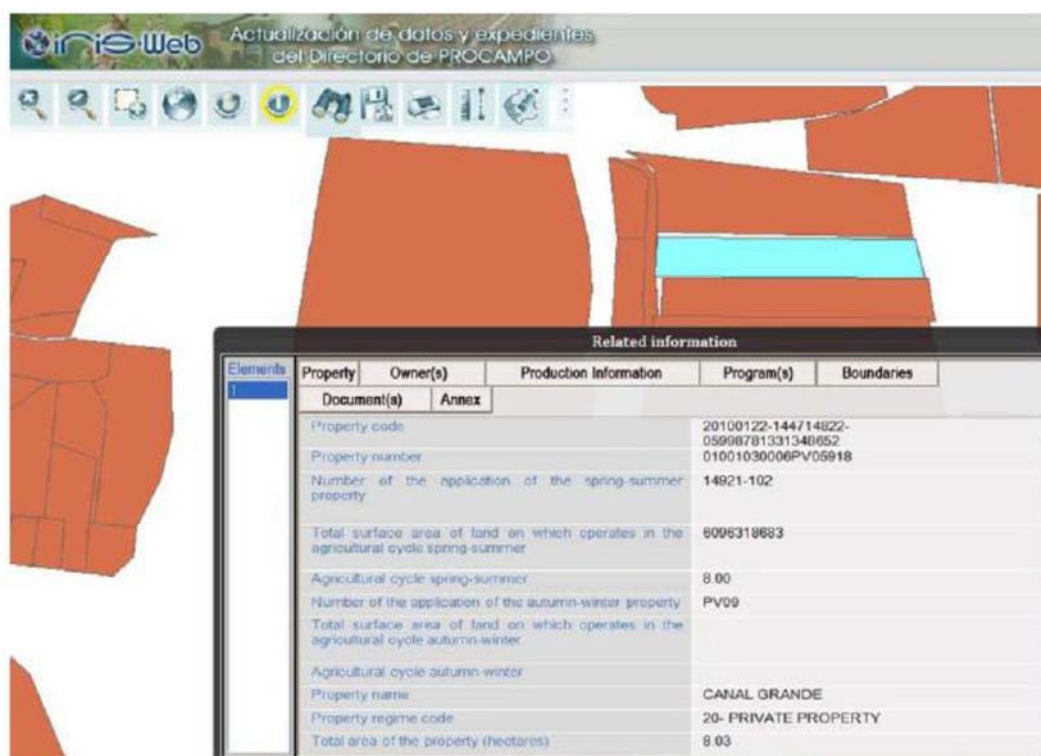 iris-Web
Actualización de datos y expedientes
del Directorio de PROCAMPO
Related information
Elements
1
Property Owner(s) Production Information Program(s) Boundaries
Document(s) Annex
Property code 20100122-144714822-
05998781331348652
Property number 01001030006PV05918
Number of the application of the spring-summer 14921-102
property
Total surface area of land on which operates in the 6096318683
agricultural cycle spring-summer
Agricultural cycle spring-summer 8.00
Number of the application of the autumn-winter property PV09
Total surface area of land on which operates in the
agricultural cycle autumn-winter
Agricultural cycle autumn-winter
Property name CANAL GRANDE
Property regime code 20- PRIVATE PROPERTY
Total area of the property (hectares) 8.03